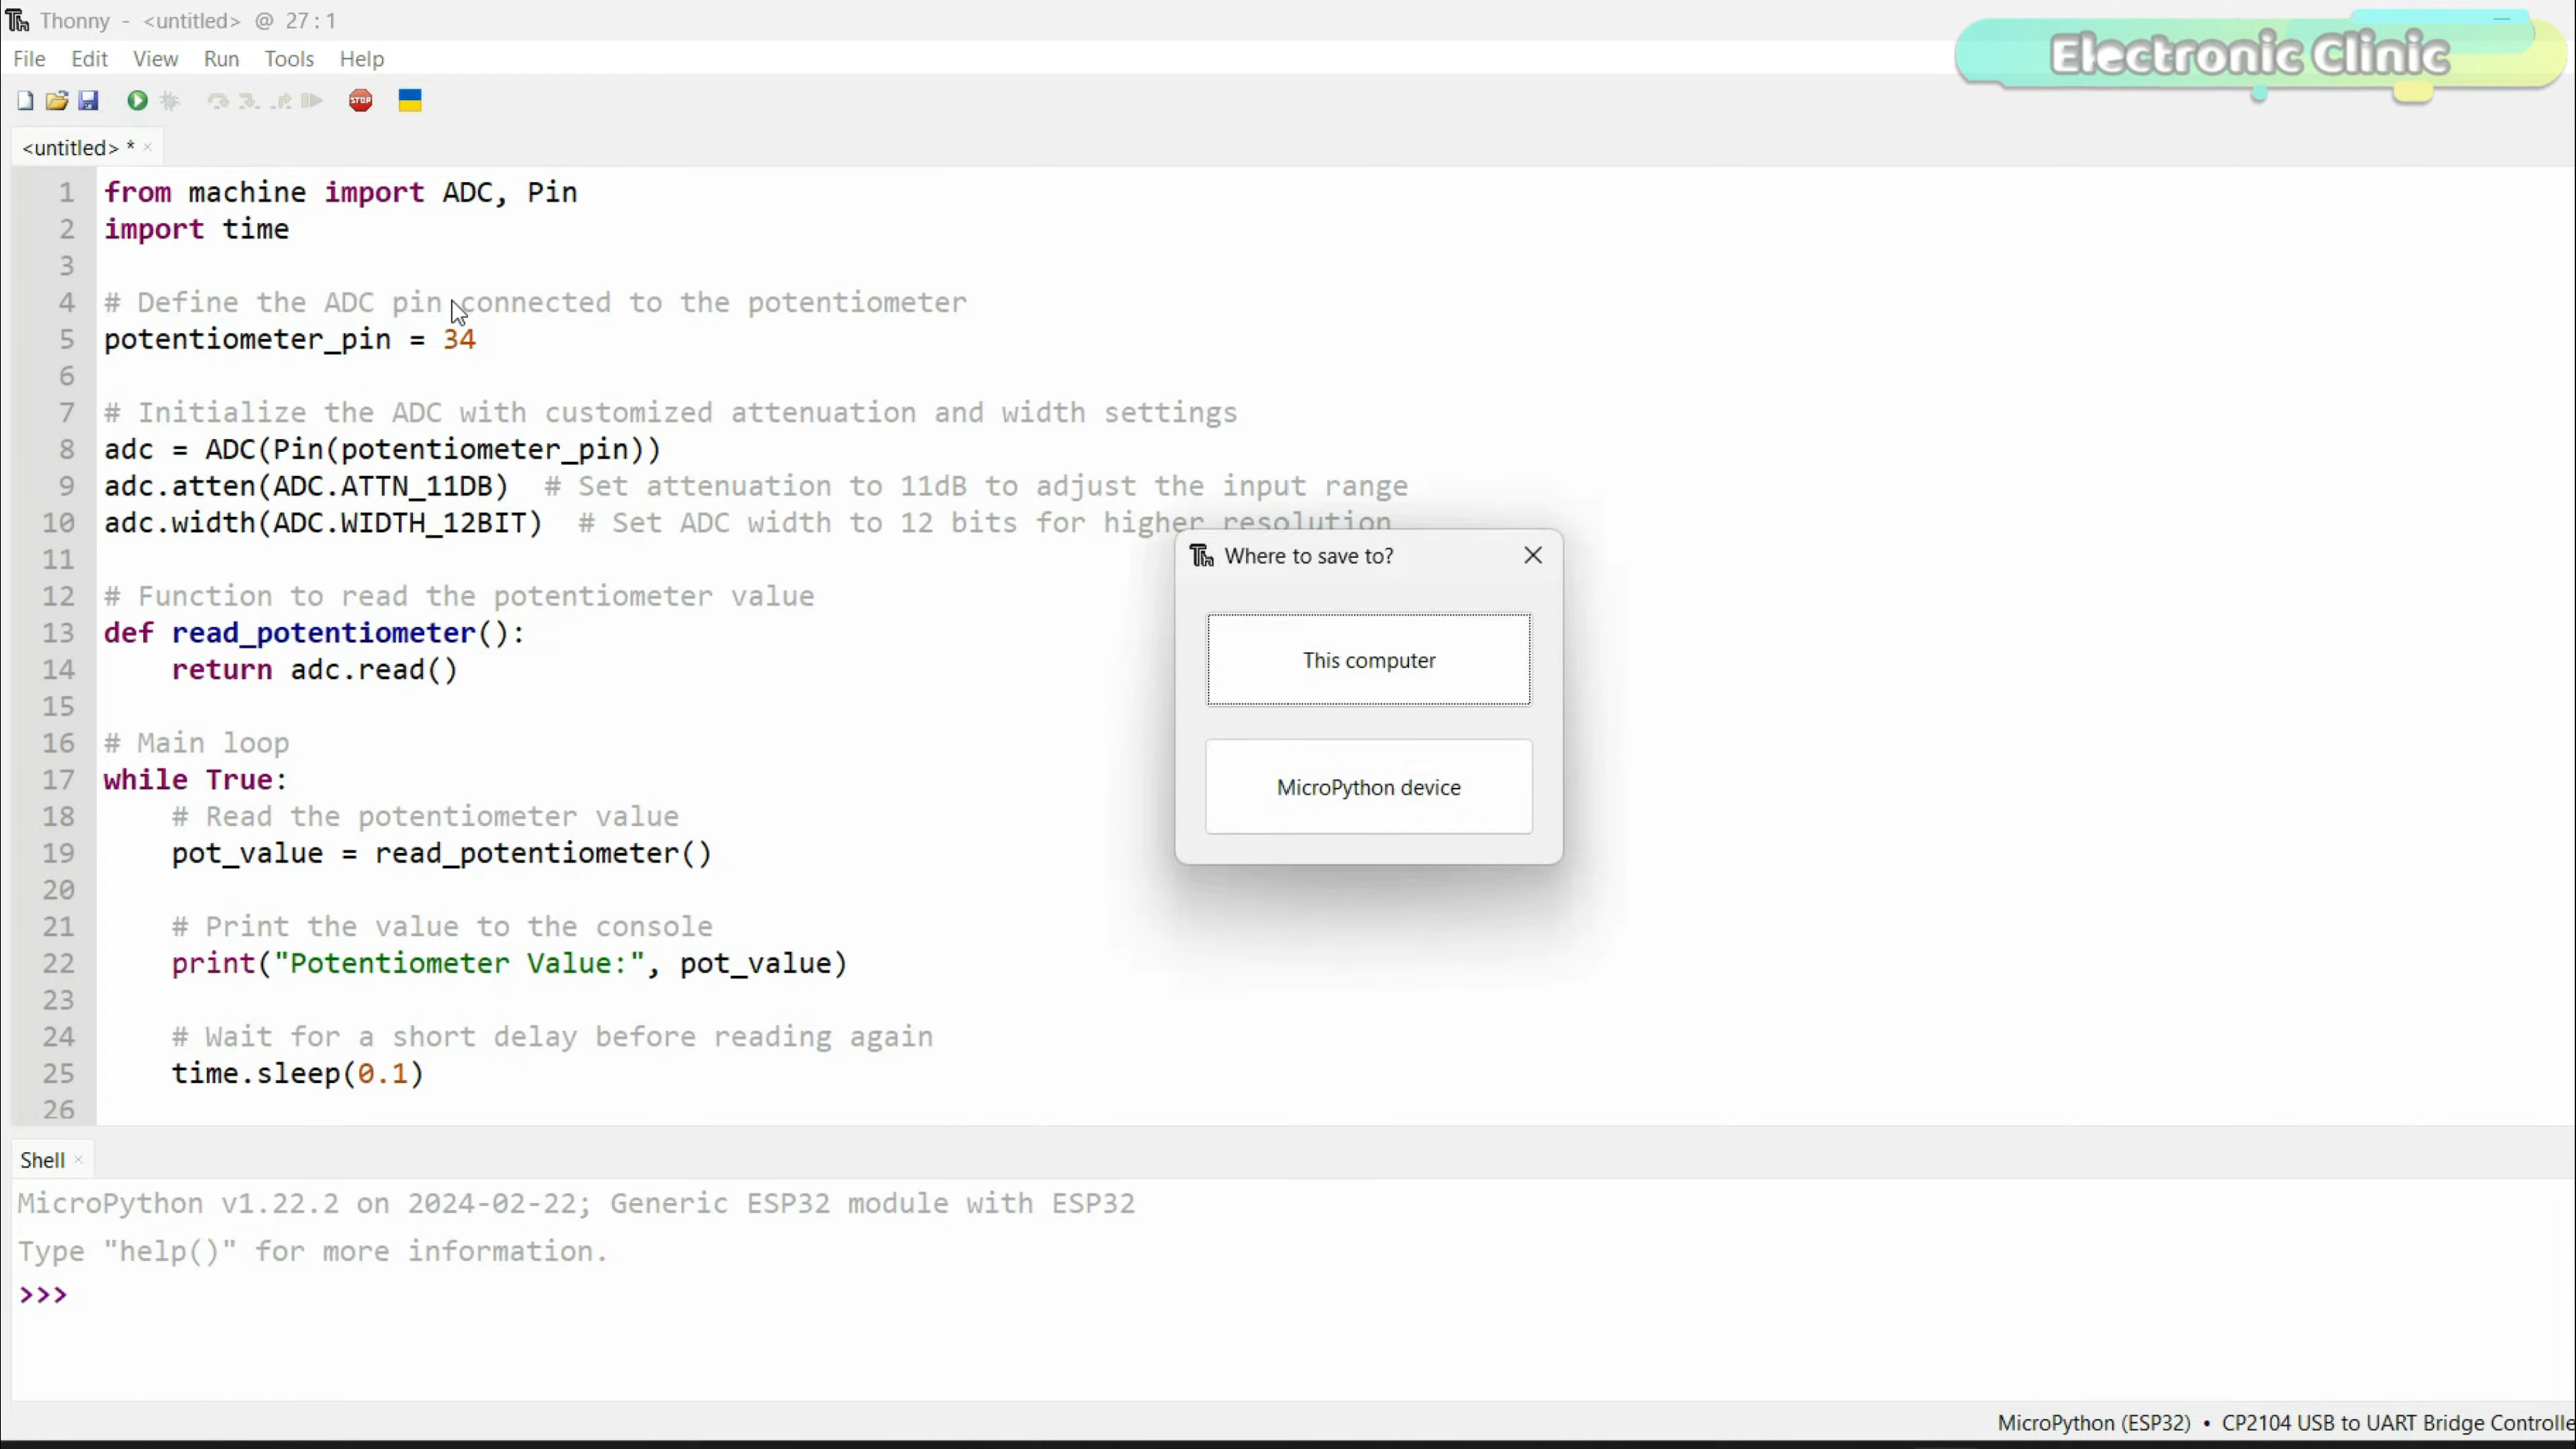 Thonny - <untitled> @ 27:1
Electronic Clinic
File Edit View Run Tools Help
STOP
<untitled> *
1 from machine import ADC, Pin
2 import time
3
4 # Define the ADC pin connected to the potentiometer
5 potentiometer_pin = 34
6
7 # Initialize the ADC with customized attenuation and width settings
8 adc = ADC(Pin(potentiometer_pin))
9 adc.atten(ADC.ATTN_11DB)  # Set attenuation to 11dB to adjust the input range
10 adc.width(ADC.WIDTH_12BIT)  # Set ADC width to 12 bits for higher resolution
11
12 # Function to read the potentiometer value
13 def read_potentiometer():
14     return adc.read()
15
16 # Main loop
17 while True:
18     # Read the potentiometer value
19     pot_value = read_potentiometer()
20
21     # Print the value to the console
22     print("Potentiometer Value:", pot_value)
23
24     # Wait for a short delay before reading again
25     time.sleep(0.1)
26
Where to save to?
This computer
MicroPython device
Shell
MicroPython v1.22.2 on 2024-02-22; Generic ESP32 module with ESP32
Type "help()" for more information.
>>>
MicroPython (ESP32) • CP2104 USB to UART Bridge Controlle